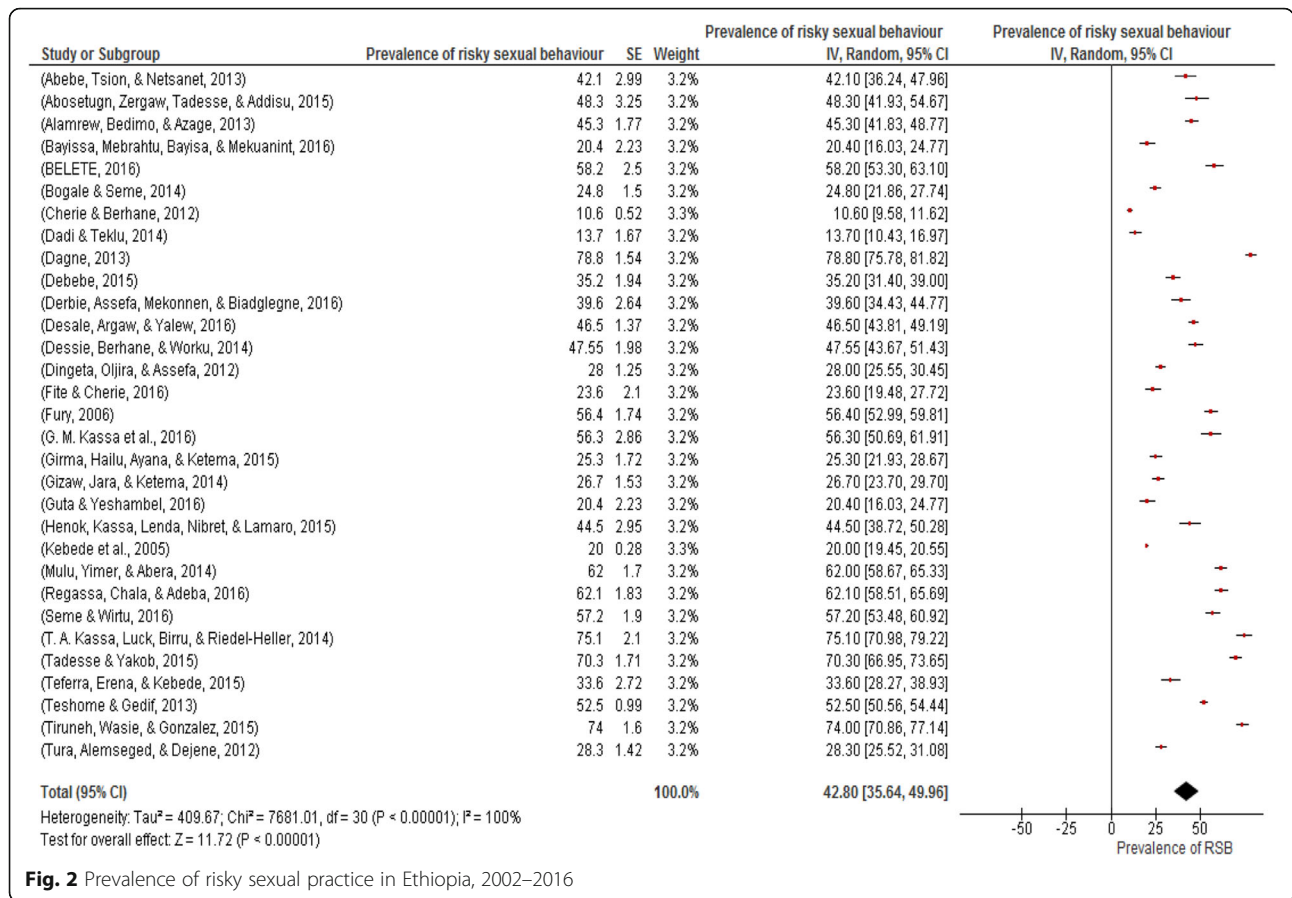 Prevalence of risky sexual behaviour Prevalence of risky sexual behaviour
Study or Subgroup Prevalence of risky sexual behaviour SE Weight IV, Random, 95% CI IV, Random, 95% CI
(Abebe, Tsion, & Netsanet, 2013) 42.1 2.99 3.2% 42.10 [36.24, 47.96]
(Abosetugn, Zergaw, Tadesse, & Addisu, 2015) 48.3 3.25 3.2% 48.30 [41.93, 54.67]
(Alamrew, Bedimo, & Azage, 2013) 45.3 1.77 3.2% 45.30 [41.83, 48.77]
(Bayissa, Mebrahtu, Bayisa, & Mekuanint, 2016) 20.4 2.23 3.2% 20.40 [16.03, 24.77]
(BELETE, 2016) 58.2 2.5 3.2% 58.20 [53.30, 63.10]
(Bogale & Seme, 2014) 24.8 1.5 3.2% 24.80 [21.86, 27.74]
(Cherie & Berhane, 2012) 10.6 0.52 3.3% 10.60 [9.58, 11.62]
(Dadi & Teklu, 2014) 13.7 1.67 3.2% 13.70 [10.43, 16.97]
(Dagne, 2013) 78.8 1.54 3.2% 78.80 [75.78, 81.82]
(Debebe, 2015) 35.2 1.94 3.2% 35.20 [31.40, 39.00]
(Derbie, Assefa, Mekonnen, & Biadglegne, 2016) 39.6 2.64 3.2% 39.60 [34.43, 44.77]
(Desale, Argaw, & Yalew, 2016) 46.5 1.37 3.2% 46.50 [43.81, 49.19]
(Dessie, Berhane, & Worku, 2014) 47.55 1.98 3.2% 47.55 [43.67, 51.43]
(Dingeta, Oljira, & Assefa, 2012) 28 1.25 3.2% 28.00 [25.55, 30.45]
(Fite & Cherie, 2016) 23.6 2.1 3.2% 23.60 [19.48, 27.72]
(Fury, 2006) 56.4 1.74 3.2% 56.40 [52.99, 59.81]
(G. M. Kassa et al., 2016) 56.3 2.86 3.2% 56.30 [50.69, 61.91]
(Girma, Hailu, Ayana, & Ketema, 2015) 25.3 1.72 3.2% 25.30 [21.93, 28.67]
(Gizaw, Jara, & Ketema, 2014) 26.7 1.53 3.2% 26.70 [23.70, 29.70]
(Guta & Yeshambel, 2016) 20.4 2.23 3.2% 20.40 [16.03, 24.77]
(Henok, Kassa, Lenda, Nibret, & Lamaro, 2015) 44.5 2.95 3.2% 44.50 [38.72, 50.28]
(Kebede et al., 2005) 20 0.28 3.3% 20.00 [19.45, 20.55]
(Mulu, Yimer, & Abera, 2014) 62 1.7 3.2% 62.00 [58.67, 65.33]
(Regassa, Chala, & Adeba, 2016) 62.1 1.83 3.2% 62.10 [58.51, 65.69]
(Seme & Wirtu, 2016) 57.2 1.9 3.2% 57.20 [53.48, 60.92]
(T. A. Kassa, Luck, Birru, & Riedel-Heller, 2014) 75.1 2.1 3.2% 75.10 [70.98, 79.22]
(Tadesse & Yakob, 2015) 70.3 1.71 3.2% 70.30 [66.95, 73.65]
(Teferra, Erena, & Kebede, 2015) 33.6 2.72 3.2% 33.60 [28.27, 38.93]
(Teshome & Gedif, 2013) 52.5 0.99 3.2% 52.50 [50.56, 54.44]
(Tiruneh, Wasie, & Gonzalez, 2015) 74 1.6 3.2% 74.00 [70.86, 77.14]
(Tura, Alemseged, & Dejene, 2012) 28.3 1.42 3.2% 28.30 [25.52, 31.08]
Total (95% CI) 100.0% 42.80 [35.64, 49.96]
Heterogeneity: Tau² = 409.67; Chi² = 7681.01, df = 30 (P < 0.00001); I² = 100%
Test for overall effect: Z = 11.72 (P < 0.00001)
-50 -25 0 25 50
Prevalence of RSB
Fig. 2 Prevalence of risky sexual practice in Ethiopia, 2002–2016